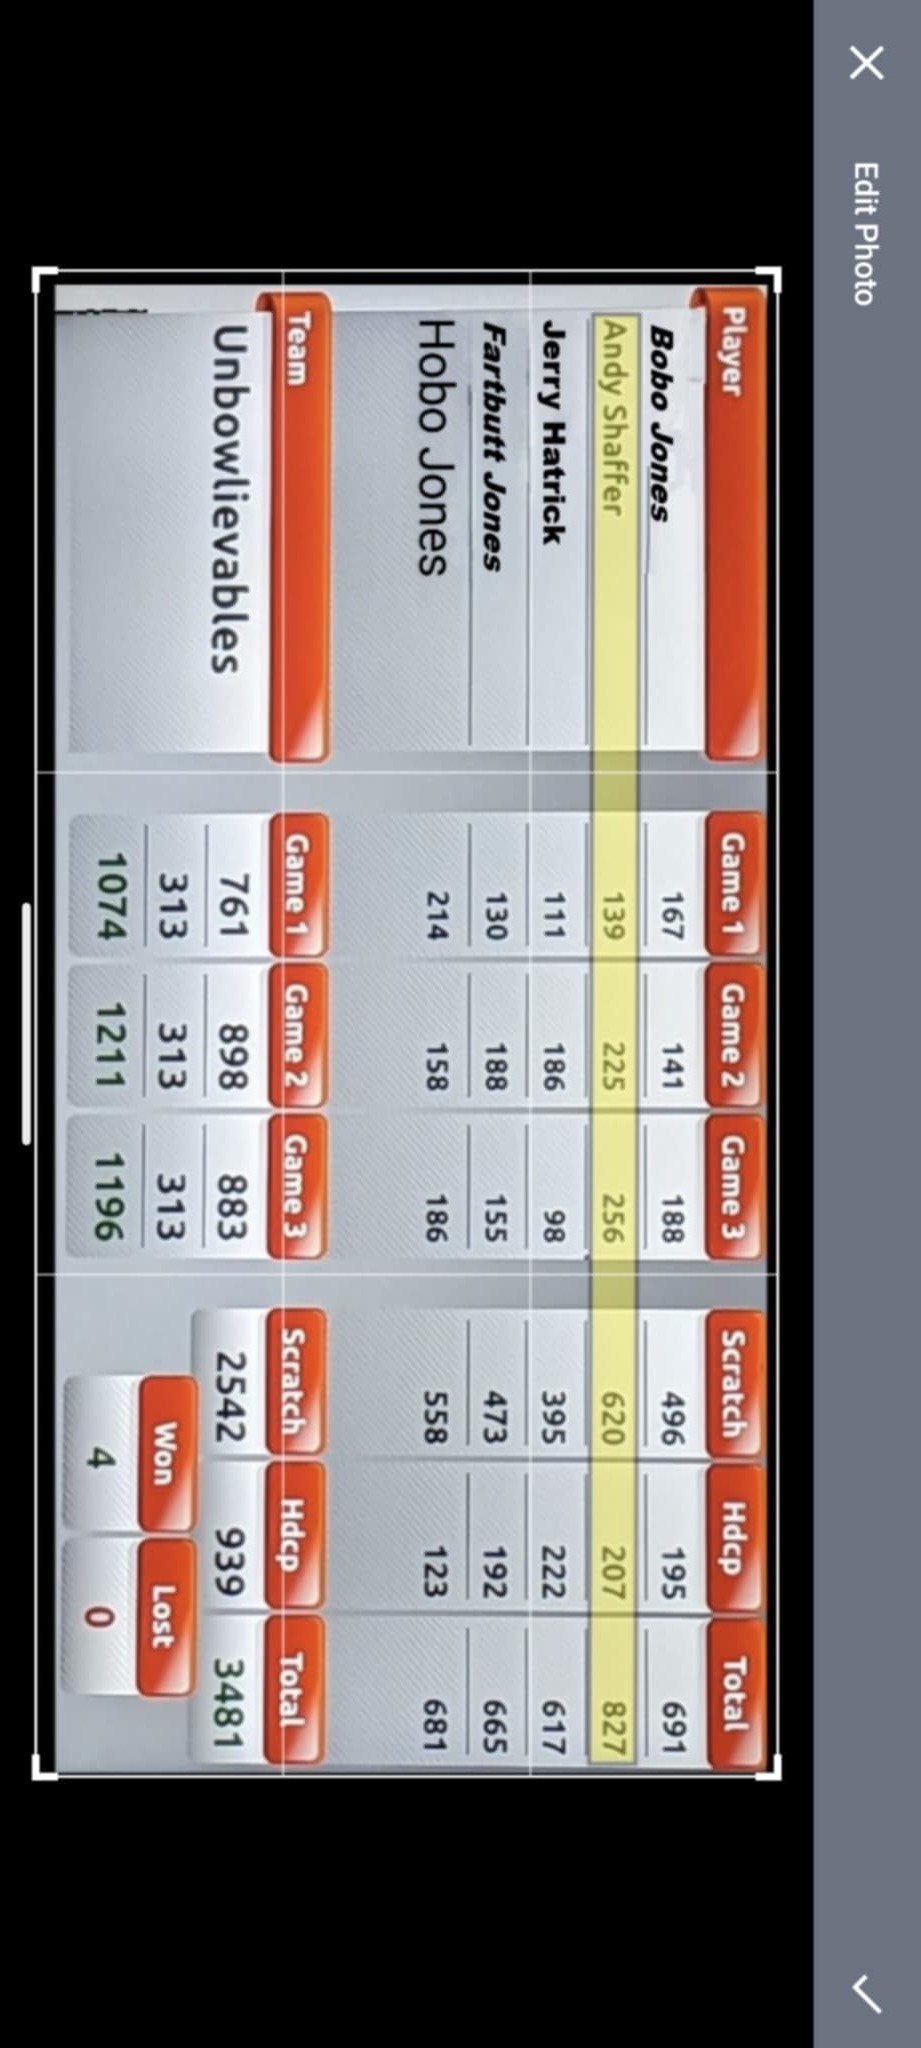 Edit Photo
Player Game 1 Game 2 Game 3 Scratch Hdcp Total
Bobo Jones 167 141 188 496 195 691
Andy Shaffer 139 225 256 620 207 827
Jerry Hatrick 111 186 98 395 222 617
Fartbutt Jones 130 188 155 473 192 665
Hobo Jones 214 158 186 558 123 681
Team Game 1 Game 2 Game 3 Scratch Hdcp Total
Unbowlievables 761 898 883 2542 939 3481
313 313 313 Won Lost
1074 1211 1196 4 0